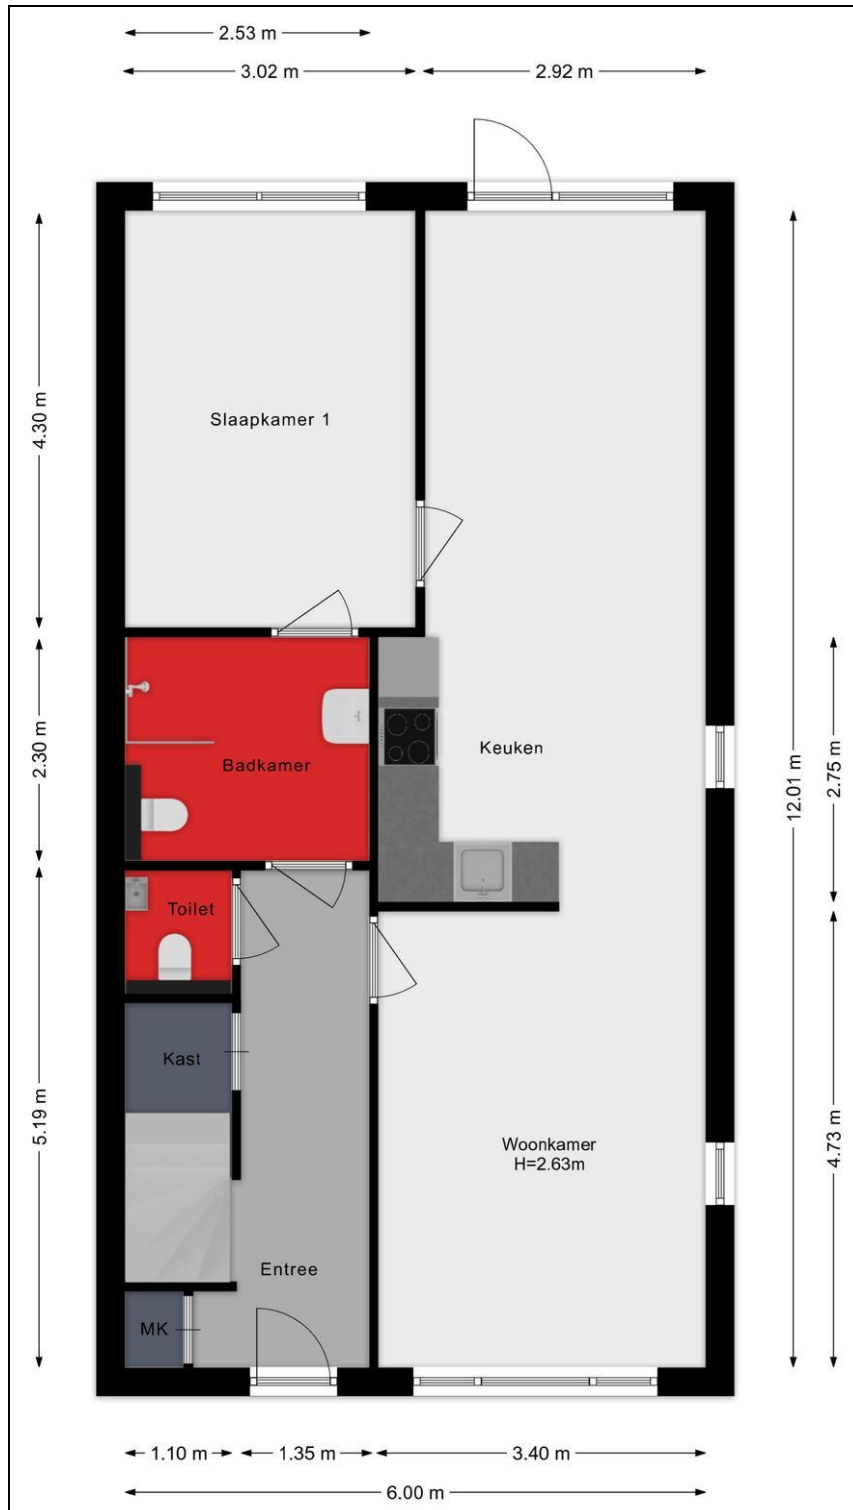 2.53 m
3.02 m
2.92 m
4.30 m
Slaapkamer 1
2.30 m
Badkamer
Keuken
12.01 m
2.75 m
Toilet
Kast
5.19 m
Woonkamer
H=2.63m
4.73 m
Entree
MK
1.10 m
1.35 m
3.40 m
6.00 m